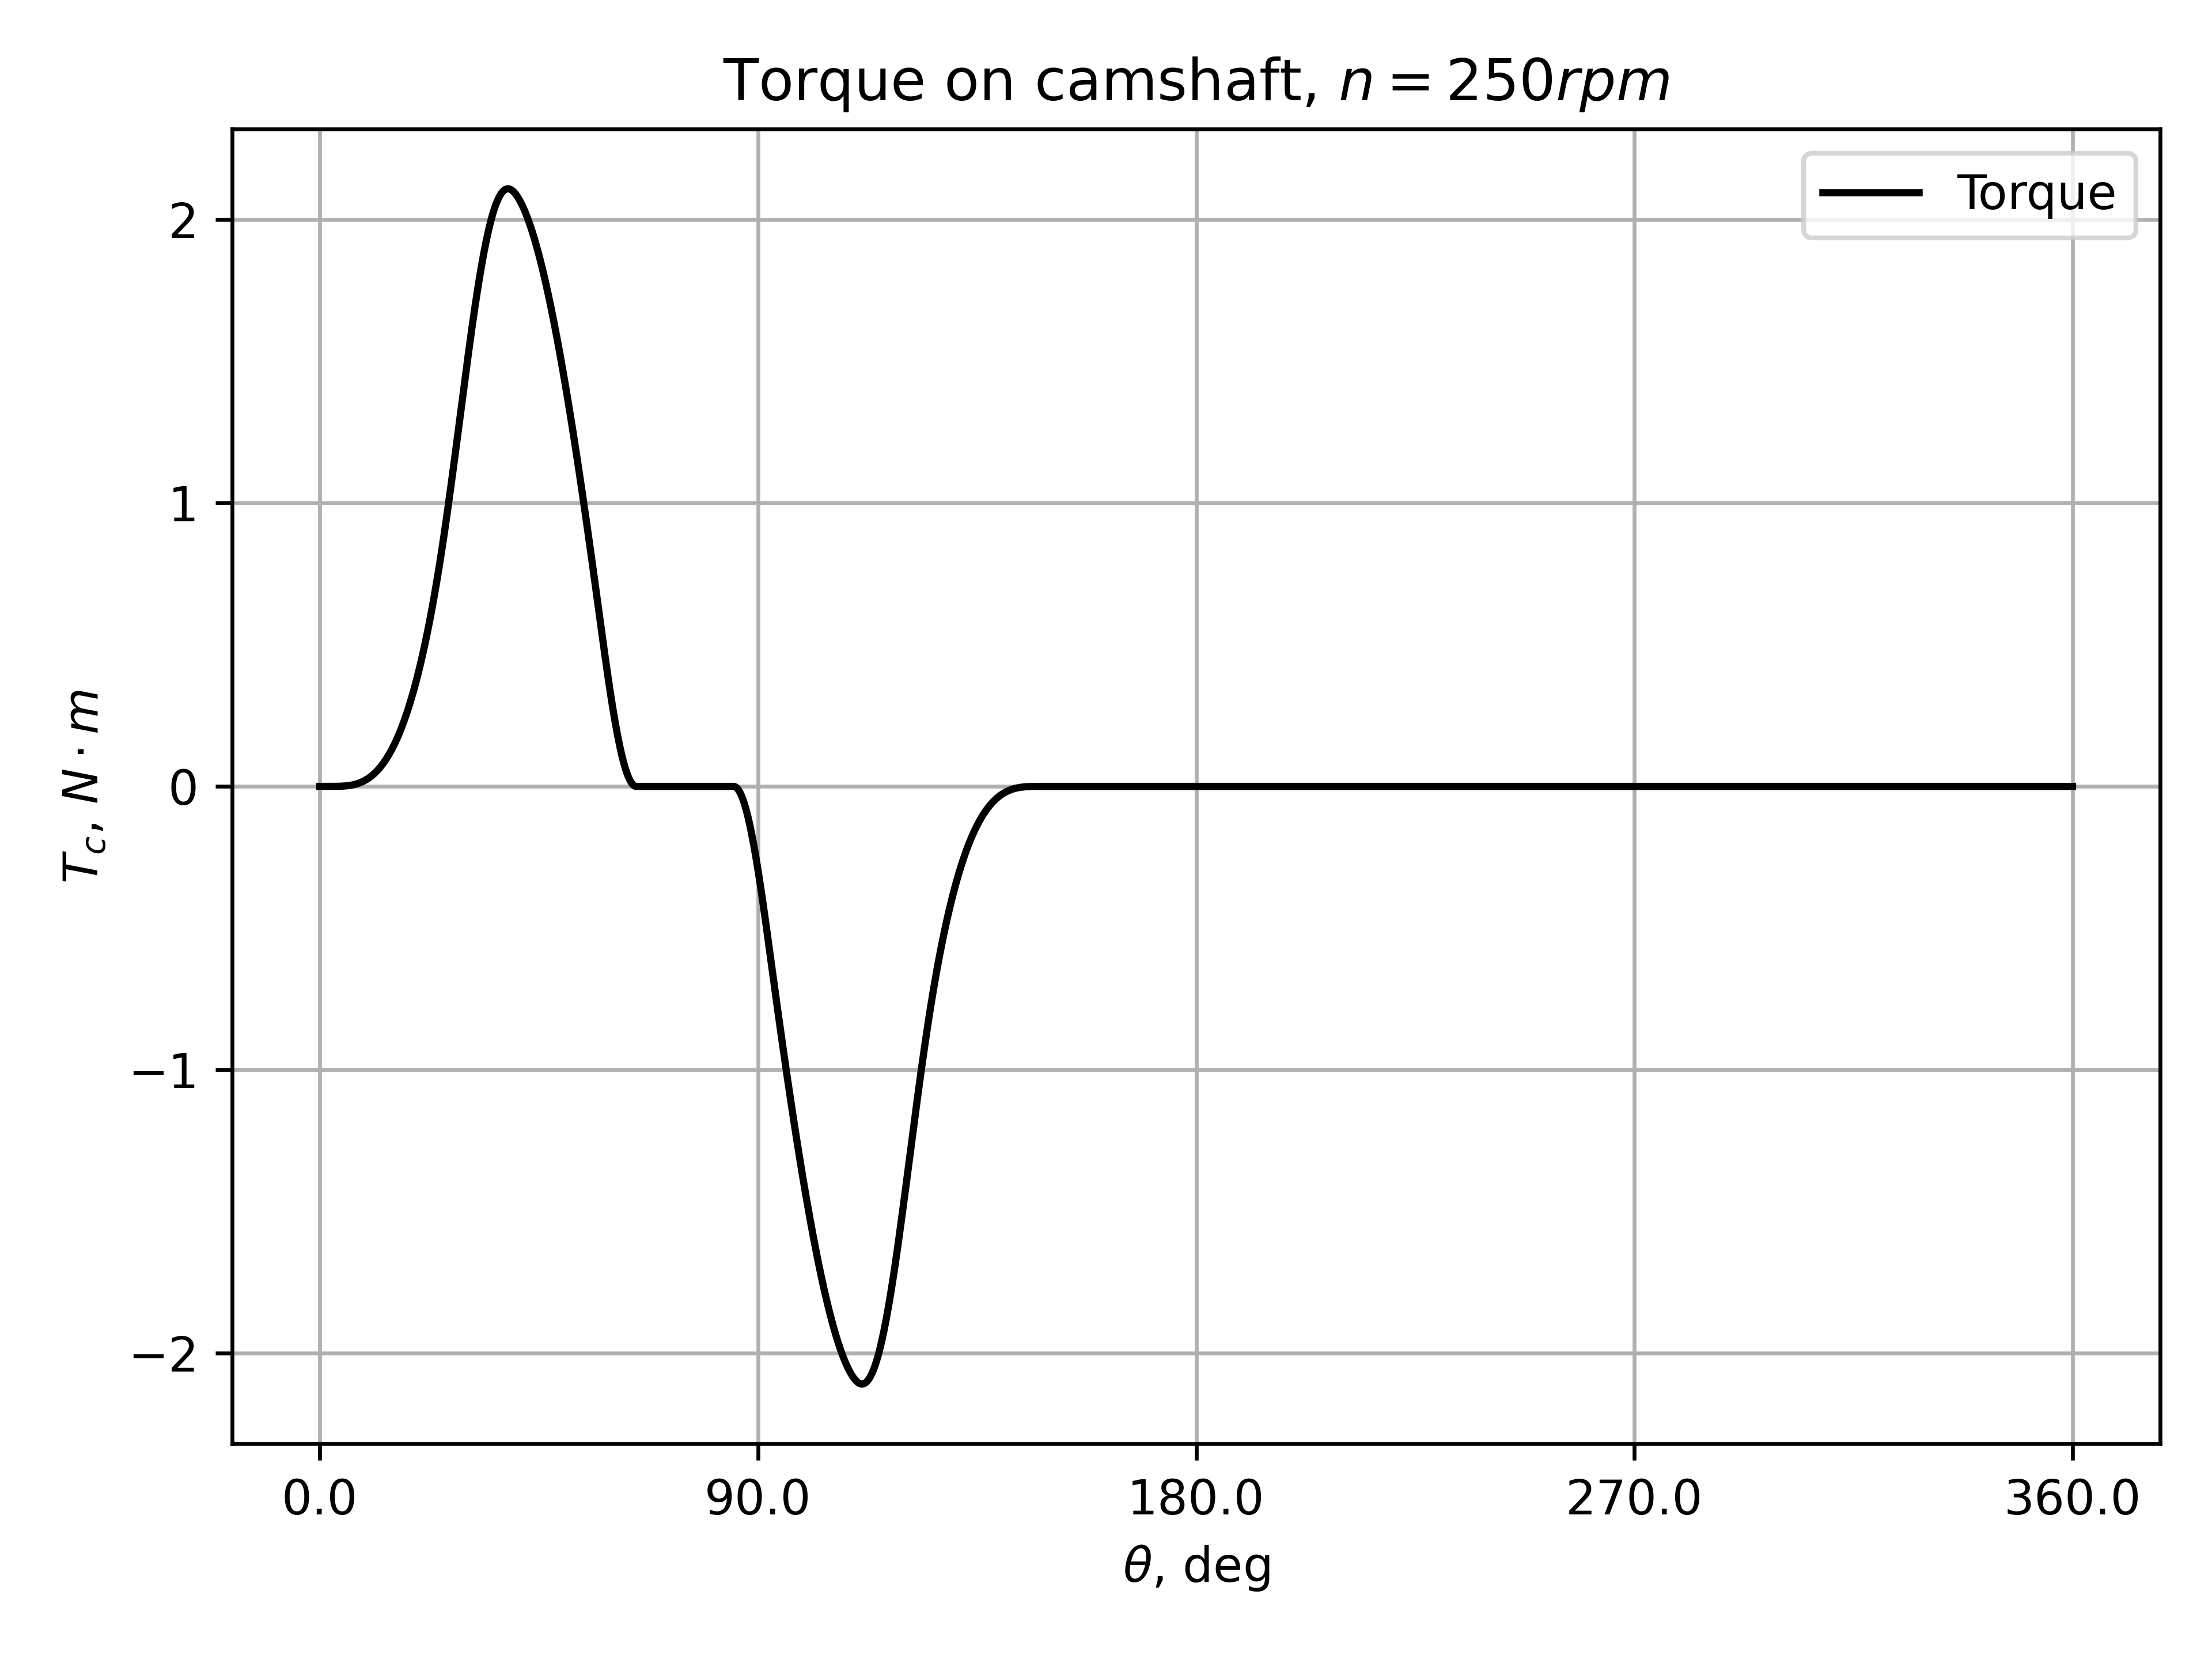 Torque on camshaft, n = 250rpm
Torque
2
1
0
−1
−2
T_c, N · m
0.0 90.0 180.0 270.0 360.0
θ, deg